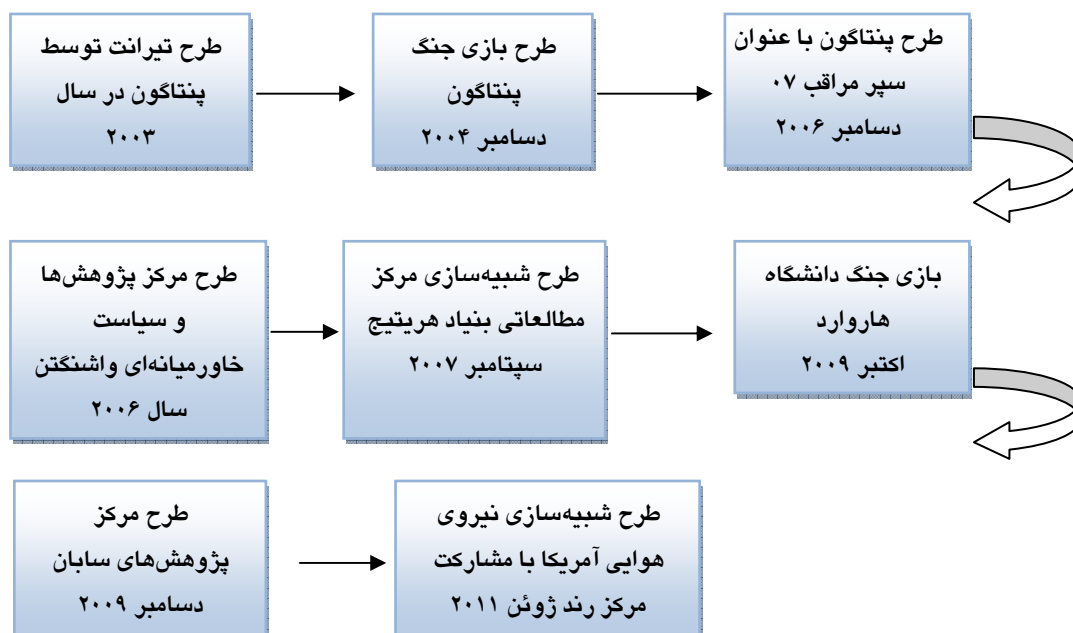 طرح تیرانت توسط
پنتاگون در سال
۲۰۰۳
طرح بازی جنگ
پنتاگون
دسامبر ۲۰۰۴
طرح پنتاگون با عنوان
سپر مراقب ۰۷
دسامبر ۲۰۰۶
طرح مرکز پژوهش‌ها
و سیاست
خاورمیانه‌ای واشنگتن
سال ۲۰۰۶
طرح شبیه‌سازی مرکز
مطالعاتی بنیاد هریتیج
سپتامبر ۲۰۰۷
بازی جنگ دانشگاه
هاروارد
اکتبر ۲۰۰۹
طرح مرکز
پژوهش‌های سابان
دسامبر ۲۰۰۹
طرح شبیه‌سازی نیروی
هوایی آمریکا با مشارکت
مرکز رند ژوئن ۲۰۱۱